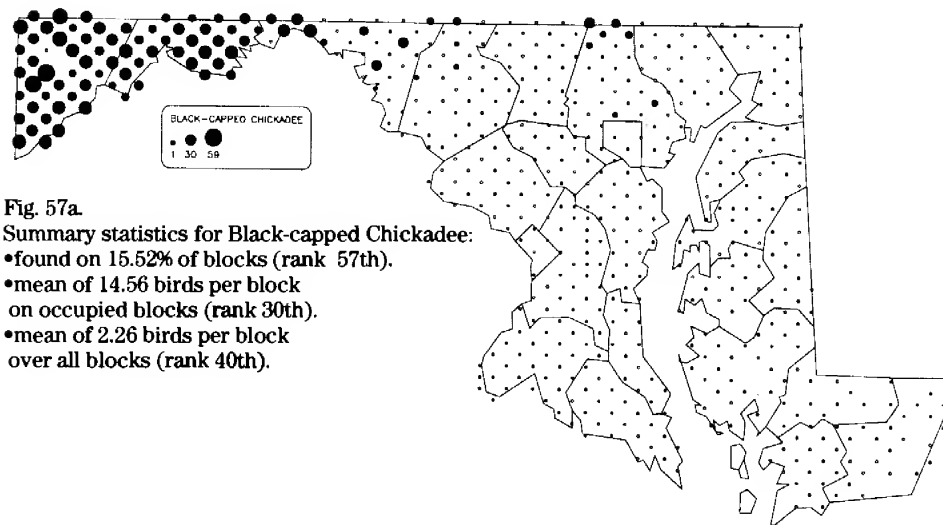 BLACK-CAPPED CHICKADEE
1 30 59
Fig. 57a.
Summary statistics for Black-capped Chickadee:
•found on 15.52% of blocks (rank 57th).
•mean of 14.56 birds per block
on occupied blocks (rank 30th).
•mean of 2.26 birds per block
over all blocks (rank 40th).